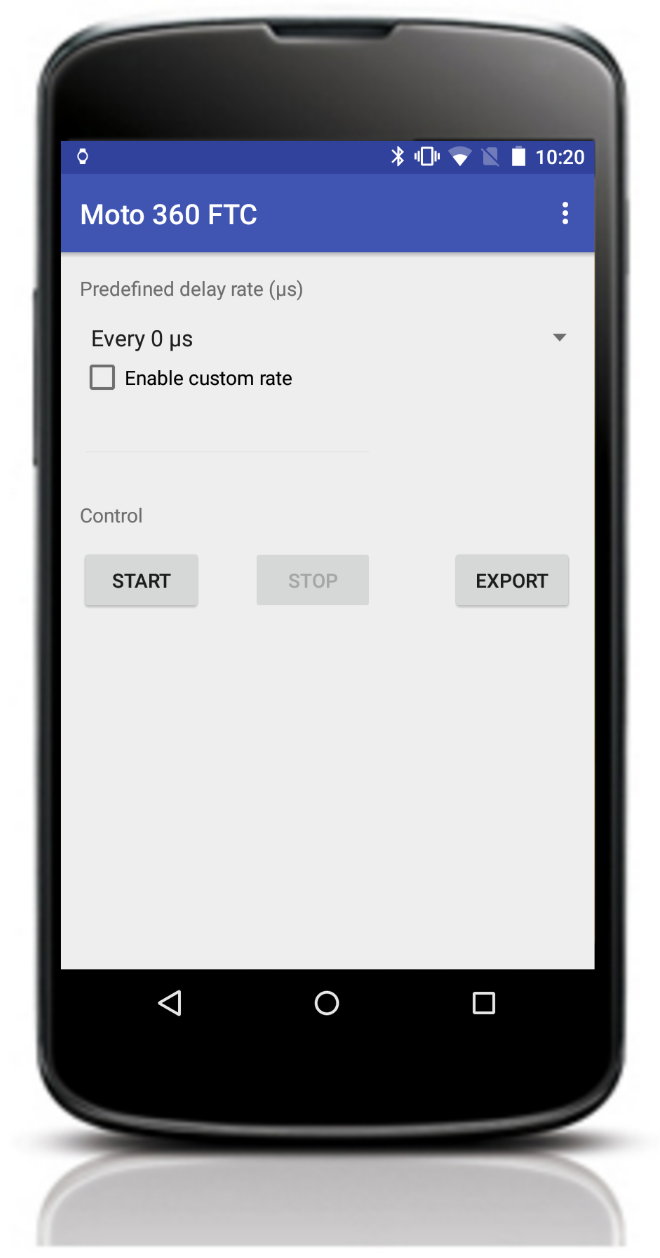 10:20
Moto 360 FTC
Predefined delay rate (µs)
Every 0 µs
Enable custom rate
Control
START STOP EXPORT